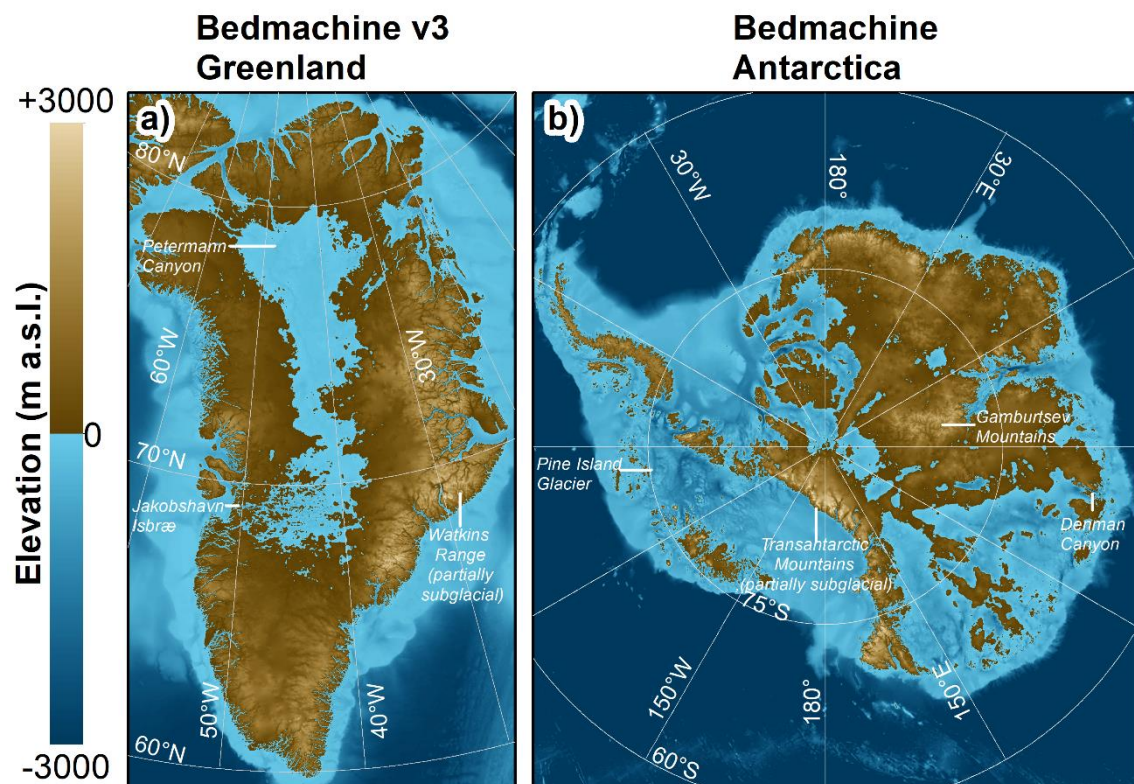 Bedmachine v3
Greenland
Bedmachine
Antarctica
+3000
0
-3000
Elevation (m a.s.l.)
a)
80°N
Petermann
Canyon
60°W
30°W
70°N
Jakobshavn
Isbræ
Watkins
Range
(partially
subglacial)
50°W
40°W
60°N
b)
30°W
180°
30°E
Gamburtsev
Mountains
Pine Island
Glacier
Denman
Canyon
Transantarctic
Mountains
(partially subglacial)
75°S
150°W
180°
150°E
60°S